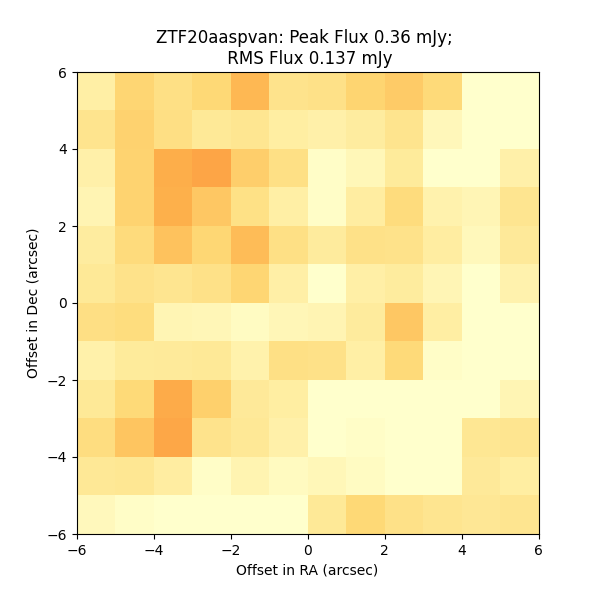 ZTF20aaspvan: Peak Flux 0.36 mJy;
RMS Flux 0.137 mJy
6
4
2
0
−2
−4
−6
Offset in Dec (arcsec)
−6 −4 −2 0 2 4 6
Offset in RA (arcsec)